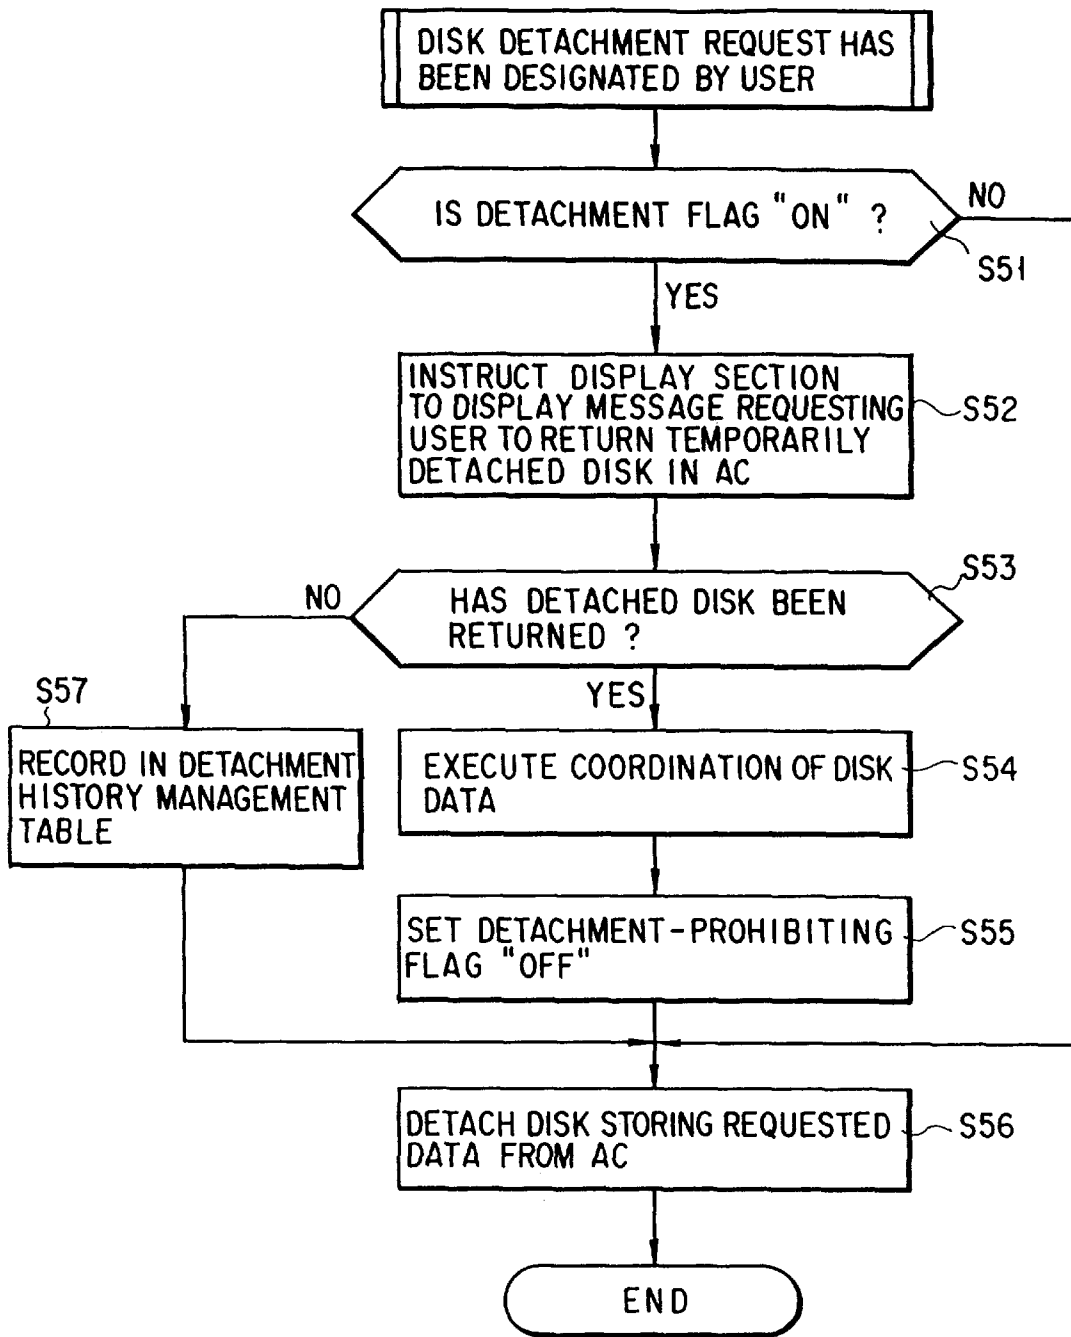 DISK DETACHMENT REQUEST HAS
BEEN DESIGNATED BY USER
IS DETACHMENT FLAG "ON" ?
NO
S51
YES
INSTRUCT DISPLAY SECTION
TO DISPLAY MESSAGE REQUESTING
USER TO RETURN TEMPORARILY
DETACHED DISK IN AC
S52
HAS DETACHED DISK BEEN
RETURNED ?
S53
NO
YES
S57
RECORD IN DETACHMENT
HISTORY MANAGEMENT
TABLE
EXECUTE COORDINATION OF DISK
DATA
S54
SET DETACHMENT-PROHIBITING
FLAG "OFF"
S55
DETACH DISK STORING REQUESTED
DATA FROM AC
S56
END